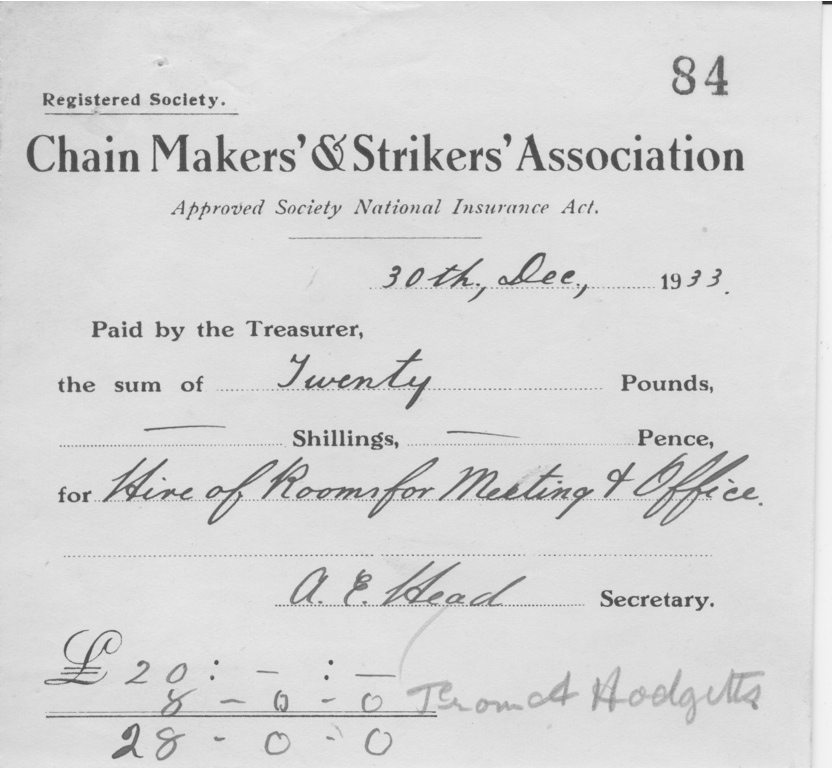 84
Registered Society.
Chain Makers' & Strikers' Association
Approved Society National Insurance Act.
30th, Dec., 1933.
Paid by the Treasurer,
the sum of Twenty Pounds,
— Shillings, — Pence,
for Hire of Rooms for Meeting & Office.
A. E. Head Secretary.
£ 20 : — : —
8 - 0 - 0 From A Hodgetts
28 - 0 - 0